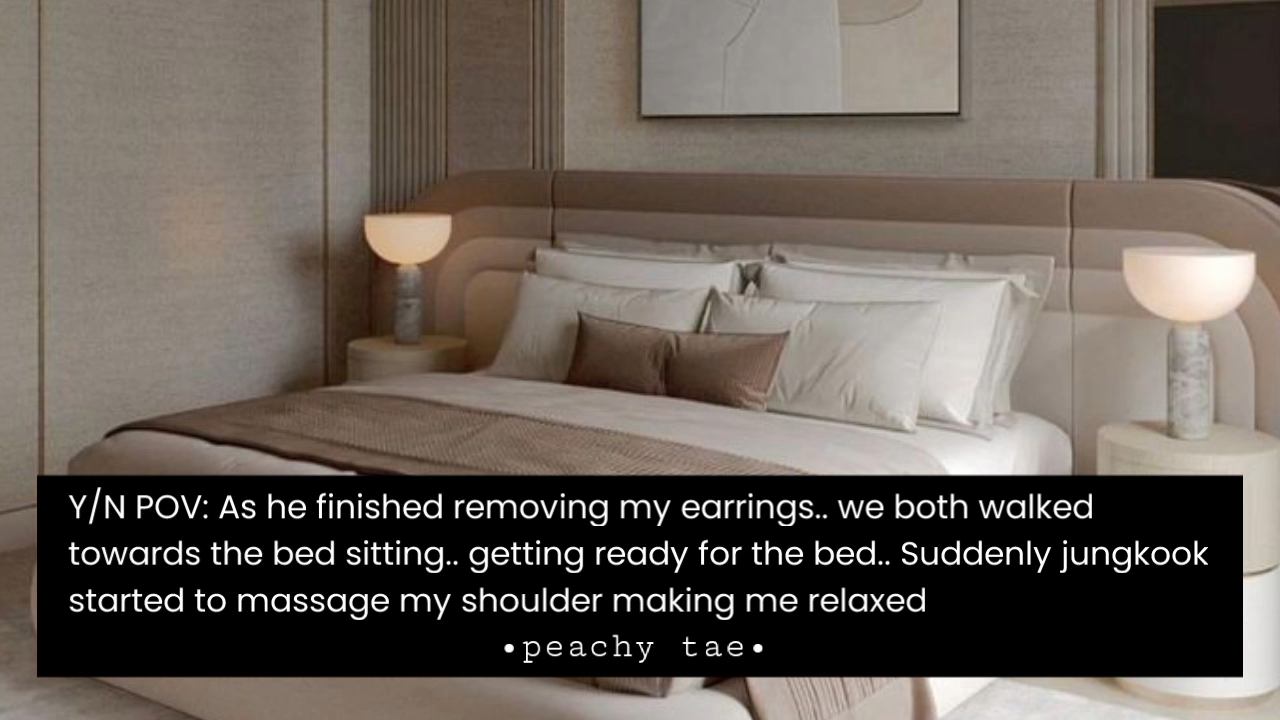 Y/N POV: As he finished removing my earrings.. we both walked
towards the bed sitting.. getting ready for the bed.. Suddenly jungkook
started to massage my shoulder making me relaxed
•peachy tae•